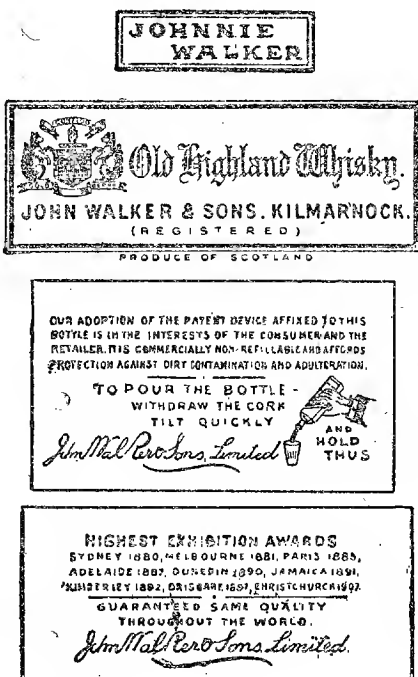 JOHNNIE
WALKER
Old Highland Whisky.
JOHN WALKER & SONS. KILMARNOCK.
(REGISTERED)
PRODUCE OF SCOTLAND
OUR ADOPTION OF THE PATENT DEVICE AFFIXED TO THIS
BOTTLE IS IN THE INTERESTS OF THE CONSUMER AND THE
RETAILER. IT IS COMMERCIALLY NON-REFILLABLE AND AFFORDS
PROTECTION AGAINST DIRT CONTAMINATION AND ADULTERATION.
TO POUR THE BOTTLE -
WITHDRAW THE CORK
TILT QUICKLY
AND
HOLD
THUS
John Walker & Sons, Limited
HIGHEST EXHIBITION AWARDS
SYDNEY 1880, MELBOURNE 1881, PARIS 1885,
ADELAIDE 1887, DUNEDIN 1890, JAMAICA 1891,
KIMBERLEY 1892, BRISBANE 1897, CHRISTCHURCH 1907.
GUARANTEED SAME QUALITY
THROUGHOUT THE WORLD.
John Walker & Sons, Limited.